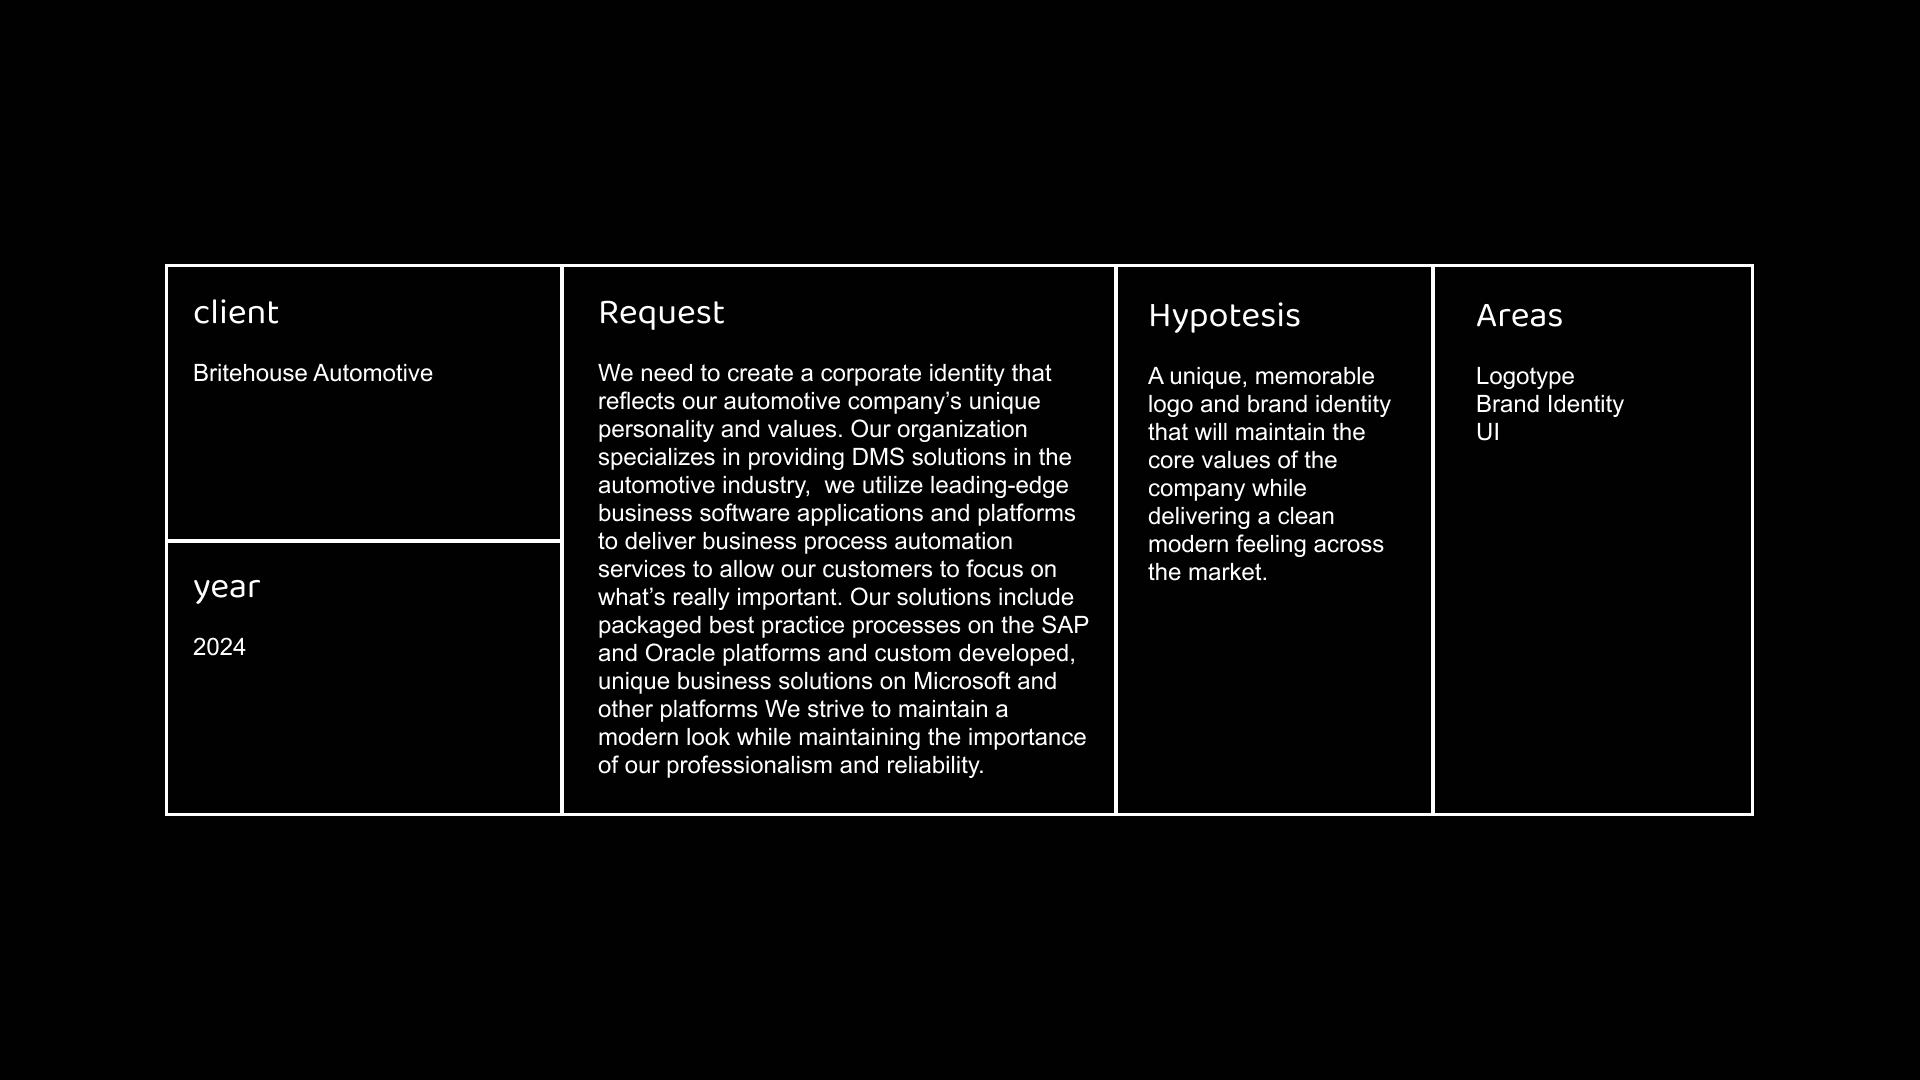 client
Britehouse Automotive
year
2024
Request
We need to create a corporate identity that
reflects our automotive company’s unique
personality and values. Our organization
specializes in providing DMS solutions in the
automotive industry,  we utilize leading-edge
business software applications and platforms
to deliver business process automation
services to allow our customers to focus on
what’s really important. Our solutions include
packaged best practice processes on the SAP
and Oracle platforms and custom developed,
unique business solutions on Microsoft and
other platforms We strive to maintain a
modern look while maintaining the importance
of our professionalism and reliability.
Hypotesis
A unique, memorable
logo and brand identity
that will maintain the
core values of the
company while
delivering a clean
modern feeling across
the market.
Areas
Logotype
Brand Identity
UI